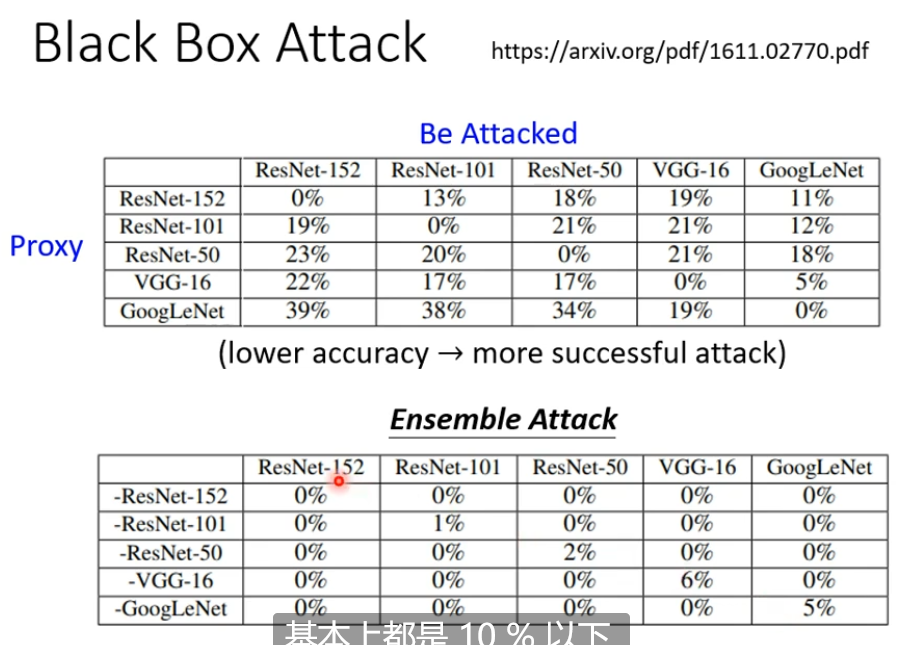 Black Box Attack https://arxiv.org/pdf/1611.02770.pdf
Be Attacked
ResNet-152 ResNet-101 ResNet-50 VGG-16 GoogLeNet
ResNet-152 0% 13% 18% 19% 11%
ResNet-101 19% 0% 21% 21% 12%
Proxy
ResNet-50 23% 20% 0% 21% 18%
VGG-16 22% 17% 17% 0% 5%
GoogLeNet 39% 38% 34% 19% 0%
(lower accuracy → more successful attack)
Ensemble Attack
ResNet-152 ResNet-101 ResNet-50 VGG-16 GoogLeNet
-ResNet-152 0% 0% 0% 0% 0%
-ResNet-101 0% 1% 0% 0% 0%
-ResNet-50 0% 0% 2% 0% 0%
-VGG-16 0% 0% 0% 6% 0%
-GoogLeNet 0% 0% 0% 0% 5%
基本上都是 10 % 以下